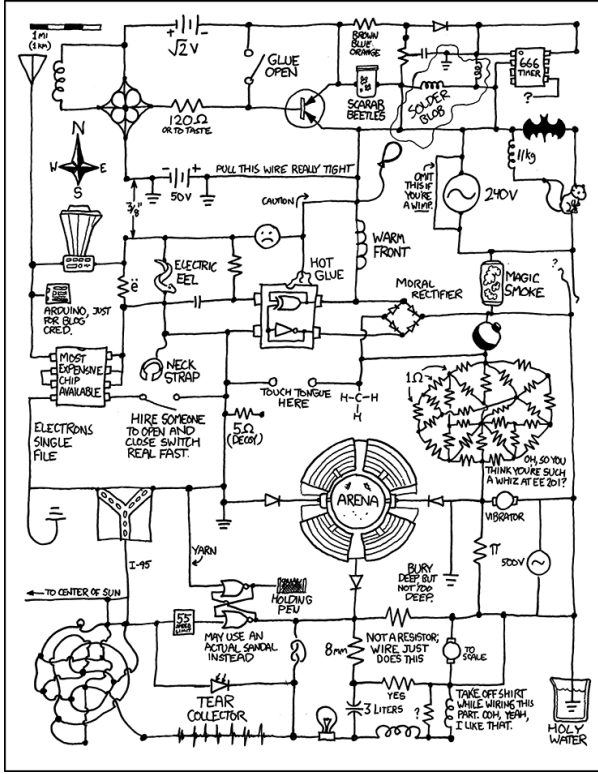 1 MI
(1 KM)
√2 V
GLUE
OPEN
BROWN
BLUE
ORANGE
666
TIMER
?
SCARAB
BEETLES
SOLDER
BLOB
120Ω
OR TO TASTE
N
W
E
S
3/8"
50V
PULL THIS WIRE REALLY TIGHT
CAUTION
OMIT
THIS IF
YOU'RE
A WIMP.
240V
11kg
?
ELECTRIC
EEL
ë
HOT
GLUE
WARM
FRONT
MORAL
RECTIFIER
MAGIC
SMOKE
ARDUINO, JUST
FOR BLOG
CRED.
MOST
EXPENSIVE
CHIP
AVAILABLE
NECK
STRAP
TOUCH TONGUE
HERE
H-C-H
H
1Ω
HIRE SOMEONE
TO OPEN AND
CLOSE SWITCH
REAL FAST.
5Ω
(DECOY)
ELECTRONS
SINGLE
FILE
OH, SO YOU
THINK YOU'RE SUCH
A WHIZ AT EE 201?
ARENA
VIBRATOR
I-95
YARN
π
500V
BURY
DEEP, BUT
NOT TOO
DEEP.
TO CENTER OF SUN
HOLDING
PEN
55
SPEED
LIMIT
MAY USE AN
ACTUAL SANDAL
INSTEAD
NOT A RESISTOR;
WIRE JUST
DOES THIS
8mm
TO
SCALE
YES
3 LITERS
?
TAKE OFF SHIRT
WHILE WIRING THIS
PART. OOH, YEAH,
I LIKE THAT.
TEAR
COLLECTOR
HOLY
WATER